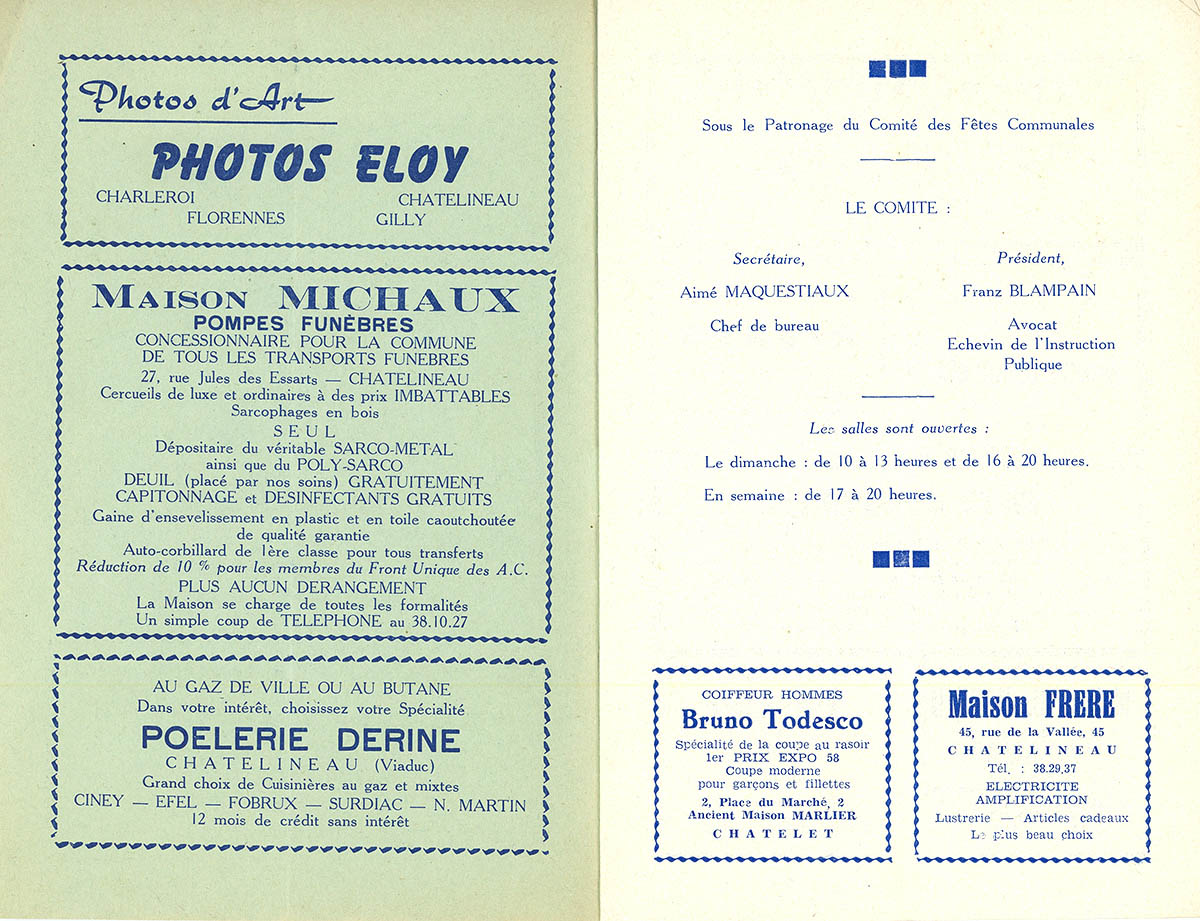 Photos d'Art
PHOTOS ELOY
CHARLEROI
CHATELINEAU
FLORENNES
GILLY
MAISON MICHAUX
POMPES FUNÈBRES
CONCESSIONNAIRE POUR LA COMMUNE
DE TOUS LES TRANSPORTS FUNEBRES
27, rue Jules des Essarts — CHATELINEAU
Cercueils de luxe et ordinaires à des prix IMBATTABLES
Sarcophages en bois
SEUL
Dépositaire du véritable SARCO-METAL
ainsi que du POLY-SARCO
DEUIL (placé par nos soins) GRATUITEMENT
CAPITONNAGE et DESINFECTANTS GRATUITS
Gaine d'ensevelissement en plastic et en toile caoutchoutée
de qualité garantie
Auto-corbillard de 1ère classe pour tous transferts
Réduction de 10 % pour les membres du Front Unique des A.C.
PLUS AUCUN DERANGEMENT
La Maison se charge de toutes les formalités
Un simple coup de TELEPHONE au 38.10.27
AU GAZ DE VILLE OU AU BUTANE
Dans votre intérêt, choisissez votre Spécialité
POELERIE DERINE
CHATELINEAU (Viaduc)
Grand choix de Cuisinières au gaz et mixtes
CINEY — EFEL — FOBRUX — SURDIAC — N. MARTIN
12 mois de crédit sans intérêt
Sous le Patronage du Comité des Fêtes Communales
LE COMITE :
Secrétaire,
Aimé MAQUESTIAUX
Chef de bureau
Président,
Franz BLAMPAIN
Avocat
Echevin de l'Instruction
Publique
Les salles sont ouvertes :
Le dimanche : de 10 à 13 heures et de 16 à 20 heures.
En semaine : de 17 à 20 heures.
COIFFEUR HOMMES
Bruno Todesco
Spécialité de la coupe au rasoir
1er PRIX EXPO 58
Coupe moderne
pour garçons et fillettes
2, Place du Marché, 2
Ancient Maison MARLIER
CHATELET
Maison FRERE
45, rue de la Vallée, 45
CHATELINEAU
Tél. : 38.29,37
ELECTRICITE
AMPLIFICATION
Lustrerie — Articles cadeaux
Le plus beau choix